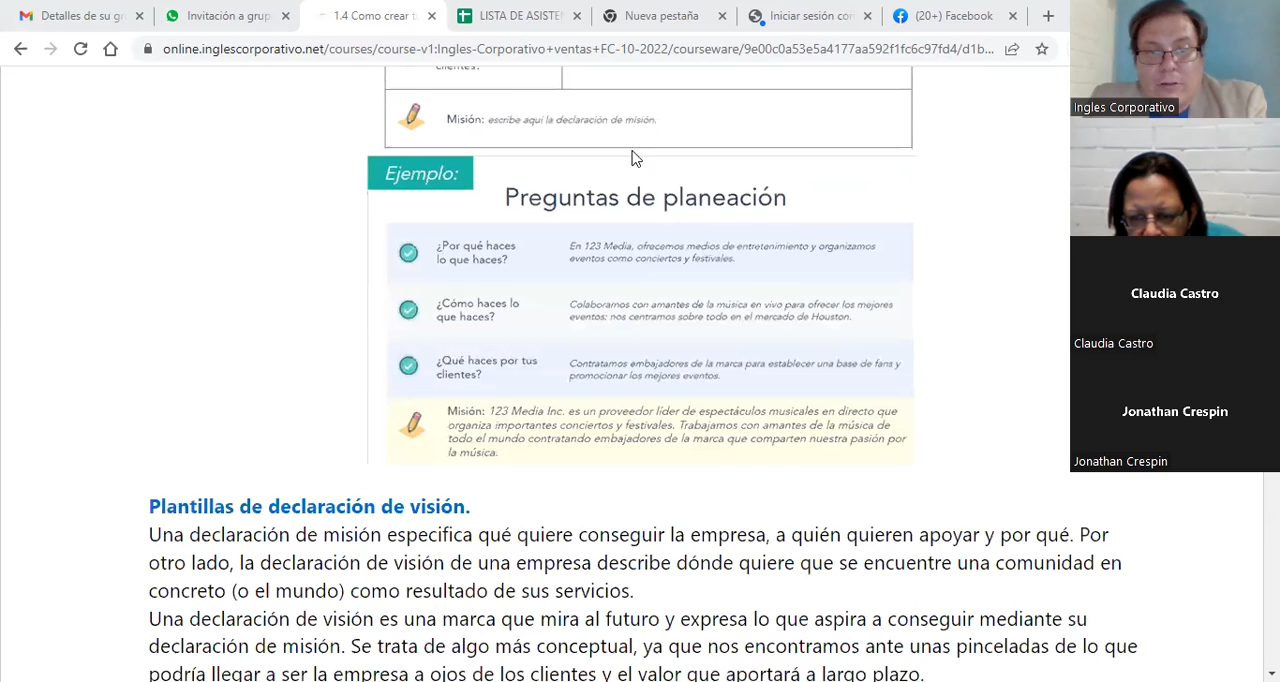 Detalles de su gr
Invitación a grup
1.4 Como crear t
LISTA DE ASISTE
Nueva pestaña
Iniciar sesión co
(20+) Facebook
online.inglescorporativo.net/courses/course-v1:Ingles-Corporativo+ventas+FC-10-2022/courseware/9e00c0a53e5a4177aa592f1fc6c97fd4/d1b...
clientes?
Misión: escribe aquí la declaración de misión.
Ejemplo:
Preguntas de planeación
¿Por qué haces
lo que haces?
En 123 Media, ofrecemos medios de entretenimiento y organizamos
eventos como conciertos y festivales.
¿Cómo haces lo
que haces?
Colaboramos con amantes de la música en vivo para ofrecer los mejores
eventos: nos centramos sobre todo en el mercado de Houston.
¿Qué haces por tus
clientes?
Contratamos embajadores de la marca para establecer una base de fans y
promocionar los mejores eventos.
Misión: 123 Media Inc. es un proveedor líder de espectáculos musicales en directo que
organiza importantes conciertos y festivales. Trabajamos con amantes de la música de
todo el mundo contratando embajadores de la marca que comparten nuestra pasión por
la música.
Plantillas de declaración de visión.
Una declaración de misión especifica qué quiere conseguir la empresa, a quién quieren apoyar y por qué. Por
otro lado, la declaración de visión de una empresa describe dónde quiere que se encuentre una comunidad en
concreto (o el mundo) como resultado de sus servicios.
Una declaración de visión es una marca que mira al futuro y expresa lo que aspira a conseguir mediante su
declaración de misión. Se trata de algo más conceptual, ya que nos encontramos ante unas pinceladas de lo que
podría llegar a ser la empresa a ojos de los clientes y el valor que aportará a largo plazo.
Ingles Corporativo
Claudia Castro
Claudia Castro
Jonathan Crespin
Jonathan Crespin